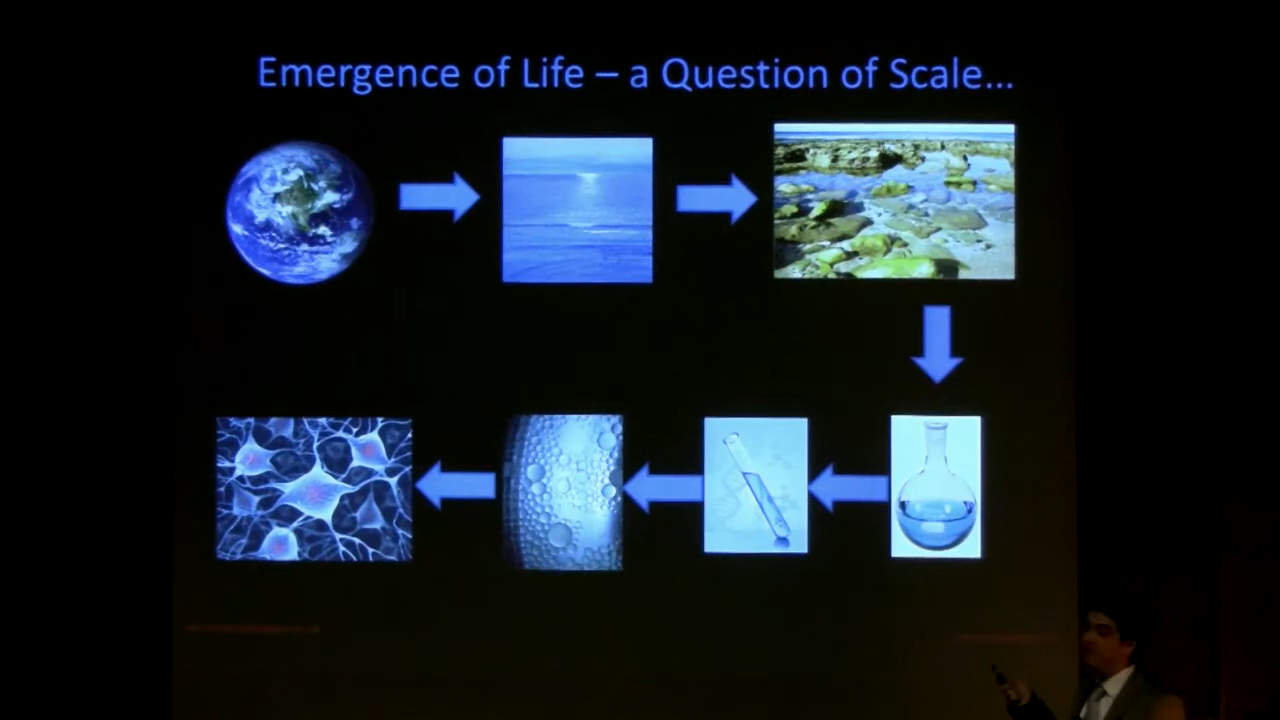 Emergence of Life – a Question of Scale...